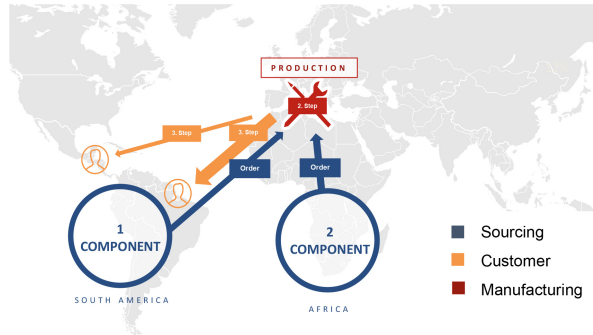 PRODUCTION
2. Step
3. Step
3. Step
Order
Order
1
COMPONENT
2
COMPONENT
SOUTH AMERICA
AFRICA
Sourcing
Customer
Manufacturing